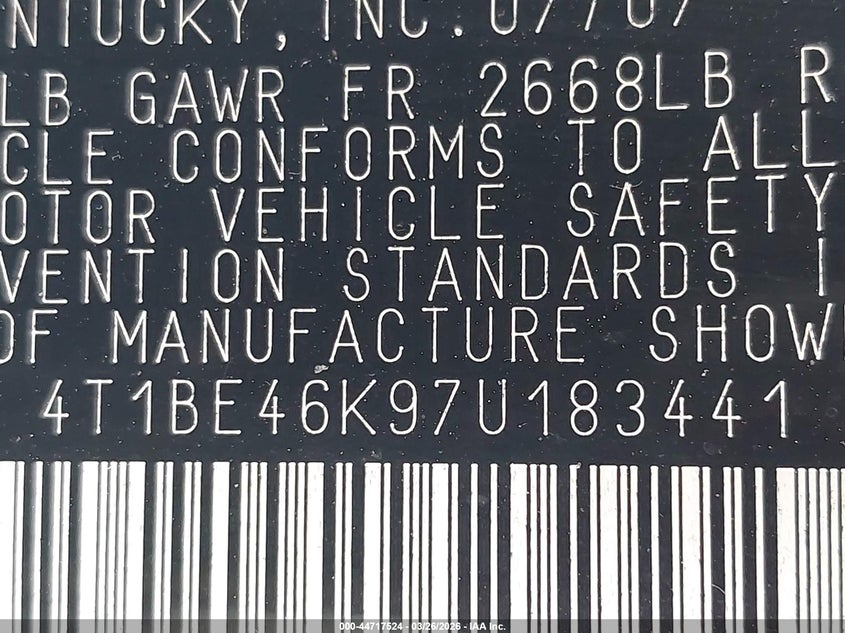 NTUCKY, INC. 07/07
LB GAWR FR 2668LB R
CLE CONFORMS TO ALL
OTOR VEHICLE SAFETY
VENTION STANDARDS I
OF MANUFACTURE SHOW
4T1BE46K97U183441
000-44717524 - 03/26/2026 - IAA Inc.